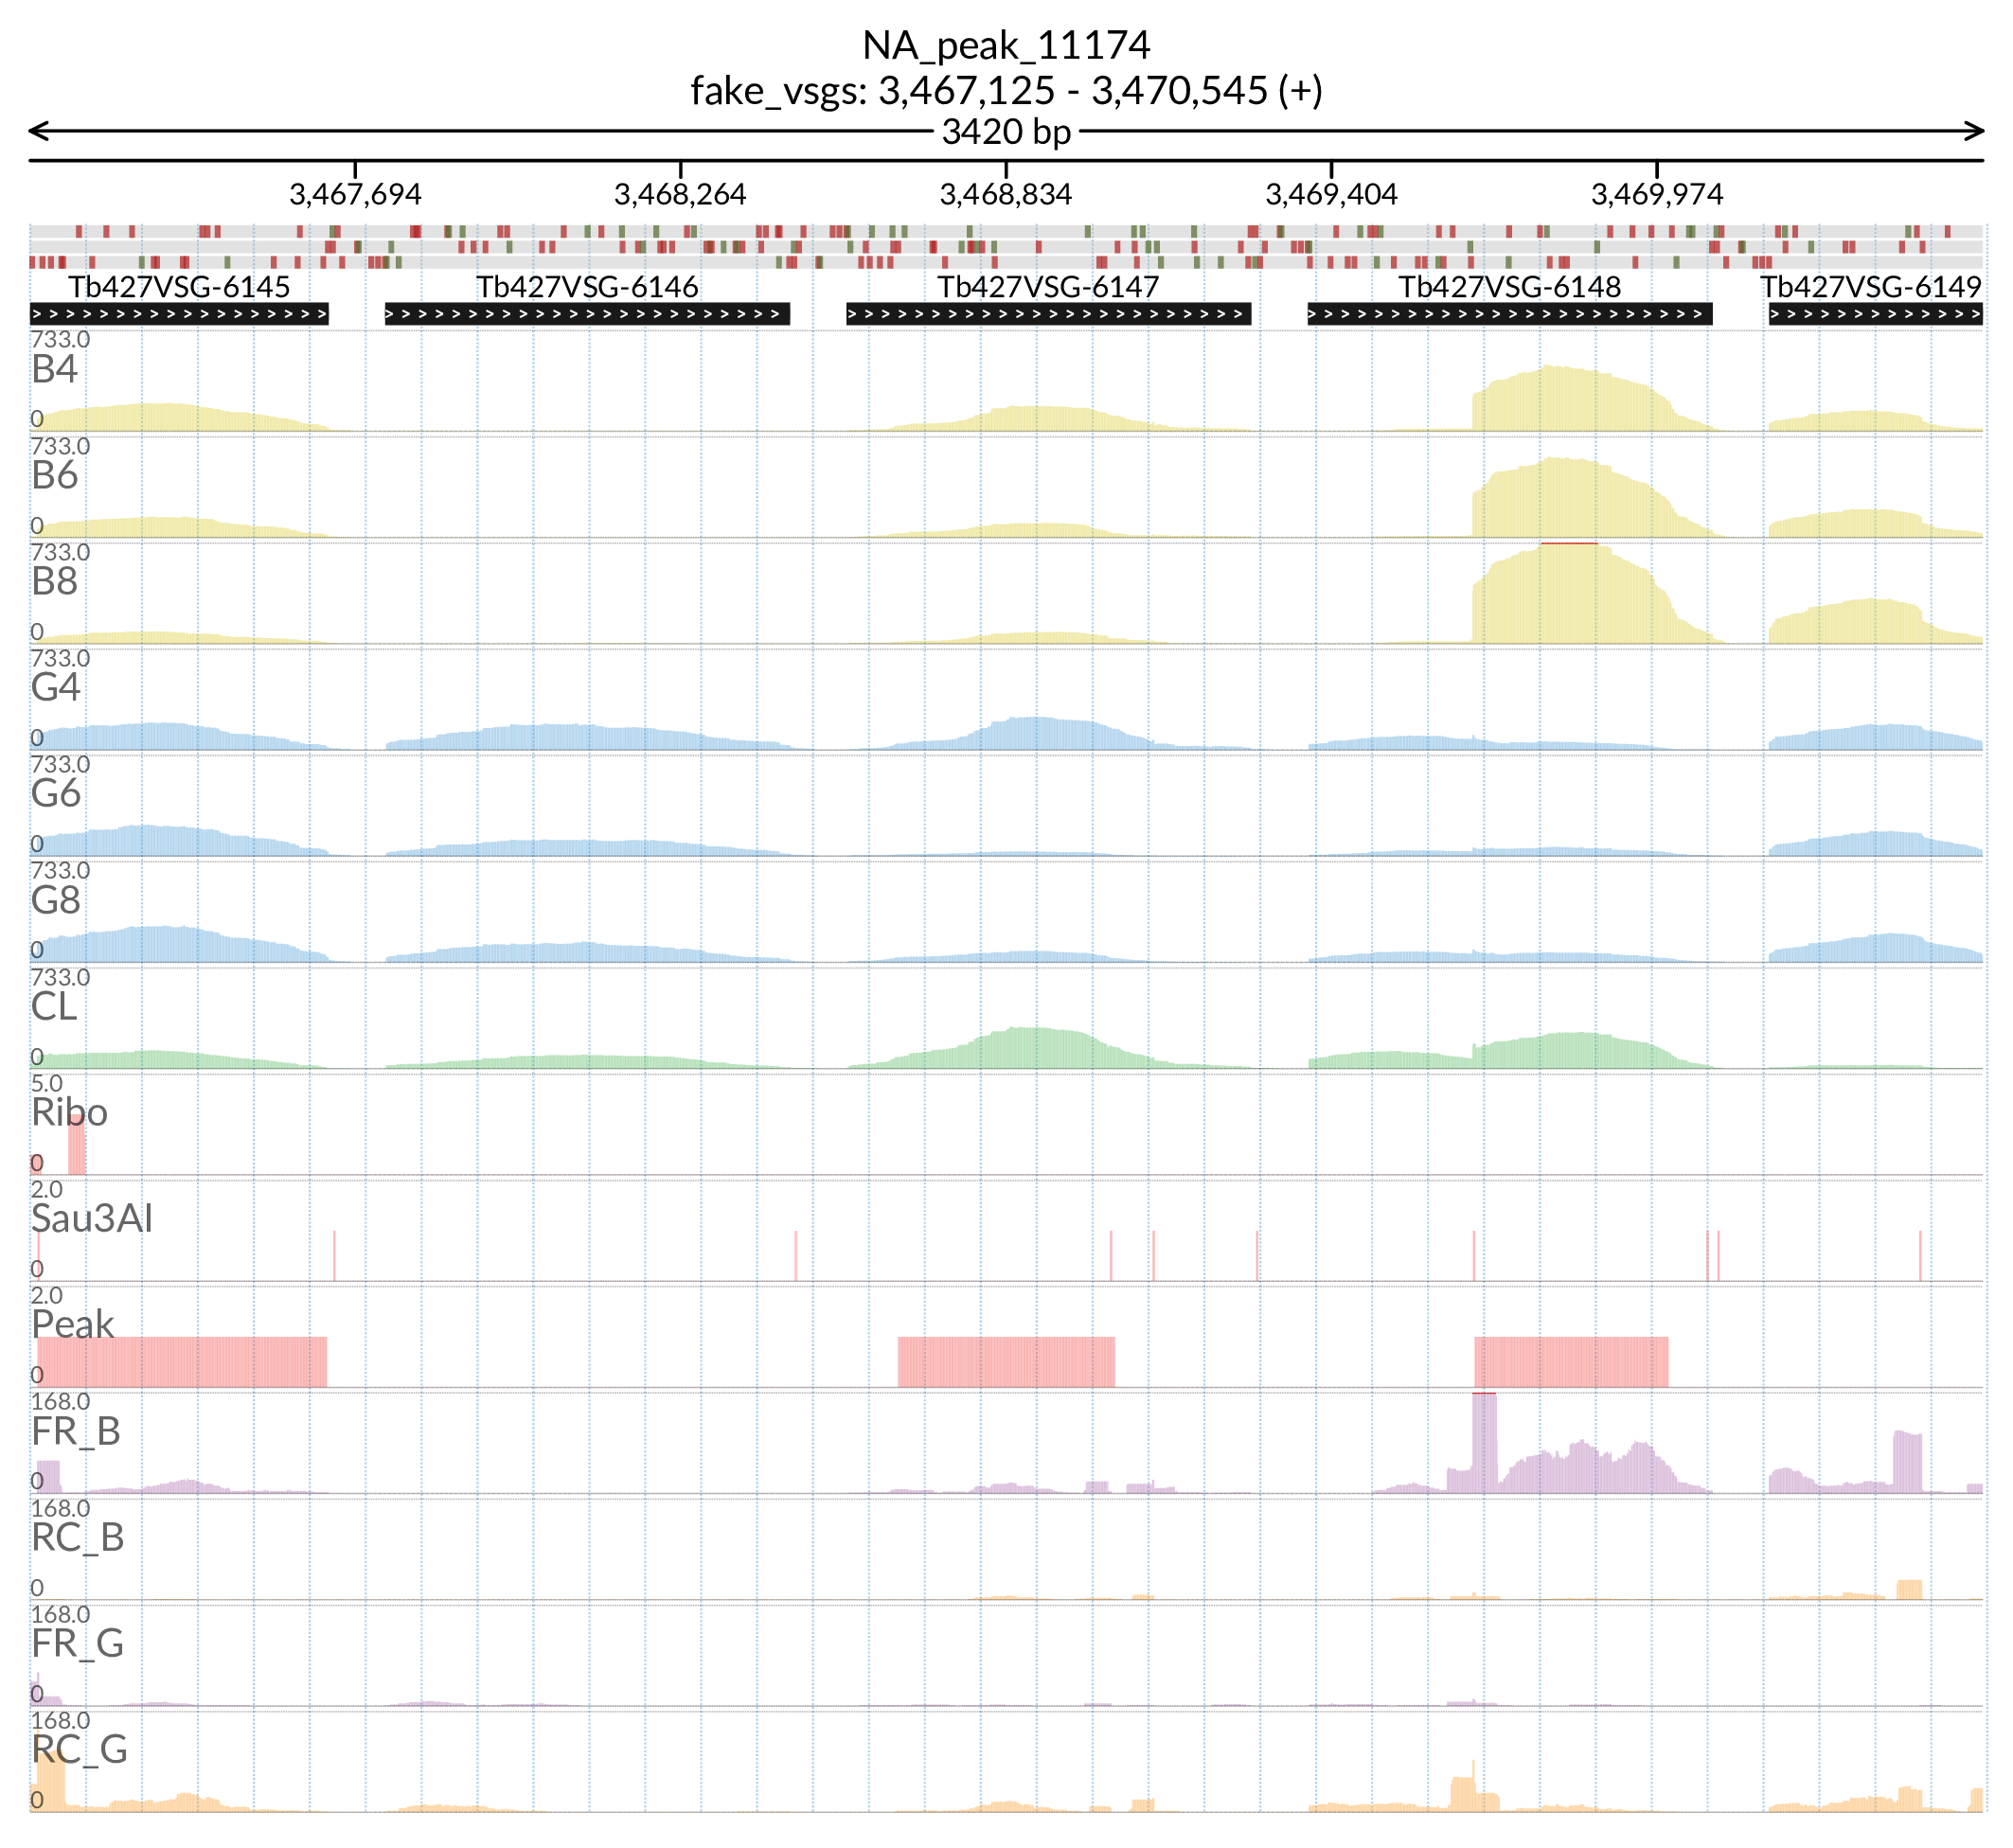 NA_peak_11174
fake_vsgs: 3,467,125 - 3,470,545 (+)
3420 bp
3,467,694 3,468,264 3,468,834 3,469,404 3,469,974
Tb427VSG-6145 Tb427VSG-6146 Tb427VSG-6147 Tb427VSG-6148 Tb427VSG-6149
733.0
B4
0
733.0
B6
0
733.0
B8
0
733.0
G4
0
733.0
G6
0
733.0
G8
0
733.0
CL
0
5.0
Ribo
0
2.0
Sau3AI
0
2.0
Peak
0
168.0
FR_B
0
168.0
RC_B
0
168.0
FR_G
0
168.0
RC_G
0